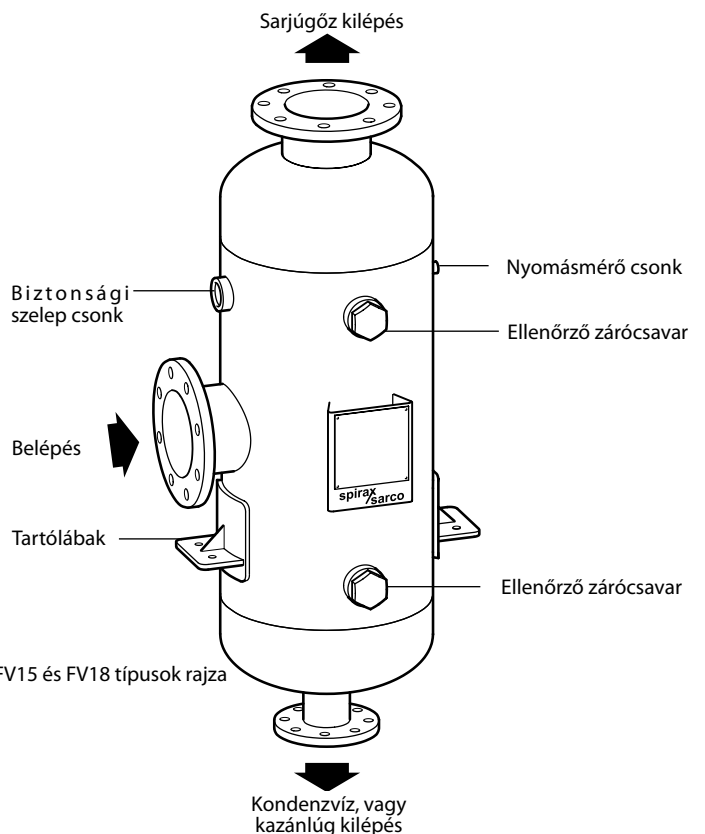 Sarjúgőz kilépés
Nyomásmérő csonk
Biztonsági
szelep csonk
Ellenőrző zárócsavar
Belépés
spirax
sarco
Tartólábak
Ellenőrző zárócsavar
FV15 és FV18 típusok rajza
Kondenzvíz, vagy
kazánlúg kilépés